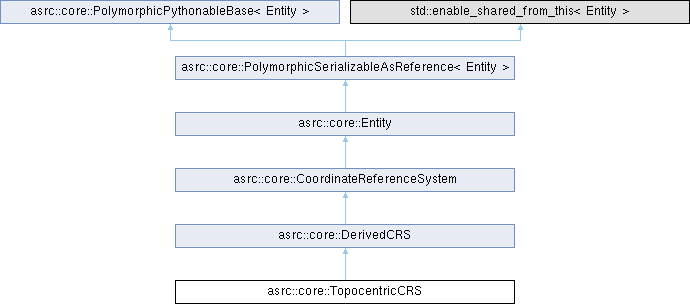 asrc::core::PolymorphicPythonableBase< Entity >
std::enable_shared_from_this< Entity >
asrc::core::PolymorphicSerializableAsReference< Entity >
asrc::core::Entity
asrc::core::CoordinateReferenceSystem
asrc::core::DerivedCRS
asrc::core::TopocentricCRS